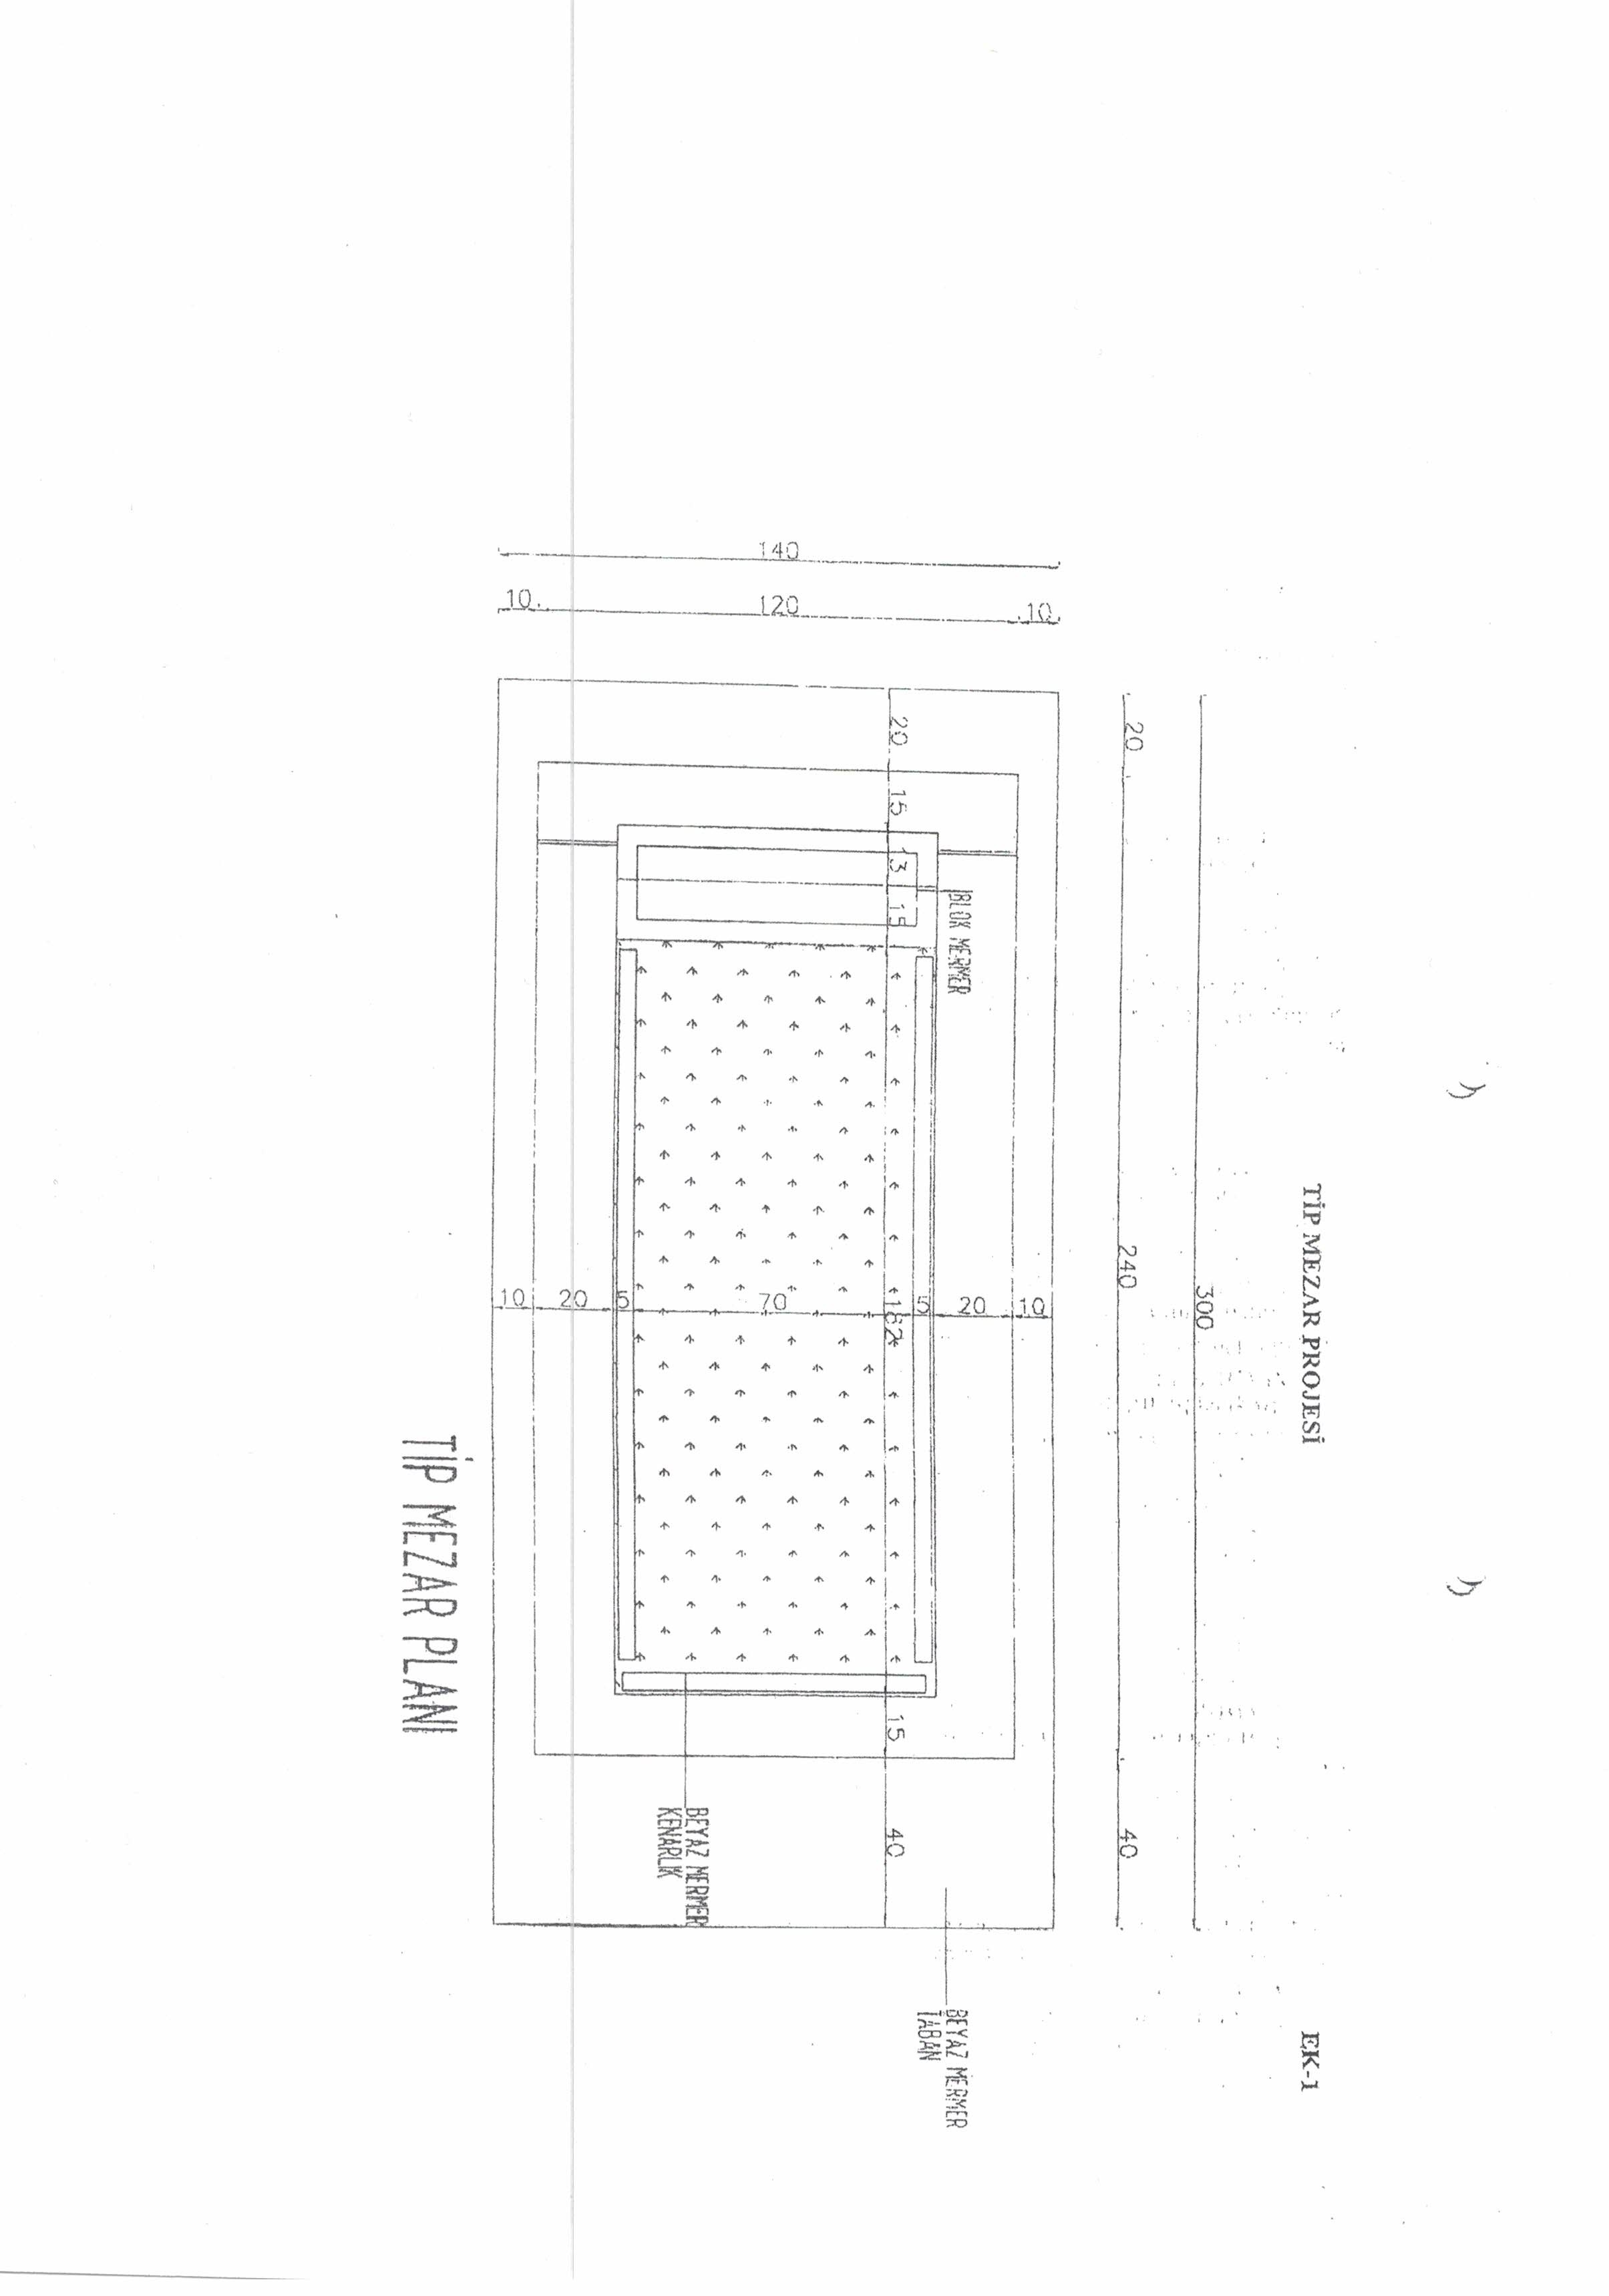 TİP MEZAR PROJESİ
EK-1
300
20
240
40
140
10
120
10
20
15
13
15
182
15
40
10
20
5
70
5
20
10
BLOK MERMER
BEYAZ MERMER
KENARLIK
BEYAZ MERMER
TABAN
TİP MEZAR PLANI